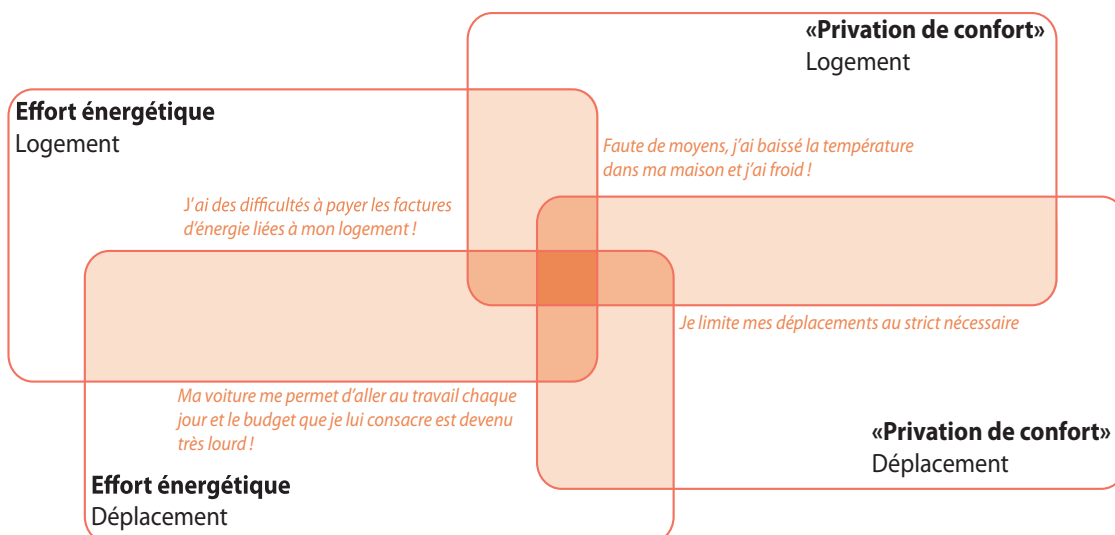 «Privation de confort»
Logement
Effort énergétique
Logement
Faute de moyens, j’ai baissé la température
dans ma maison et j’ai froid !
J’ai des difficultés à payer les factures
d’énergie liées à mon logement !
Je limite mes déplacements au strict nécessaire
Ma voiture me permet d’aller au travail chaque
jour et le budget que je lui consacre est devenu
très lourd !
«Privation de confort»
Déplacement
Effort énergétique
Déplacement